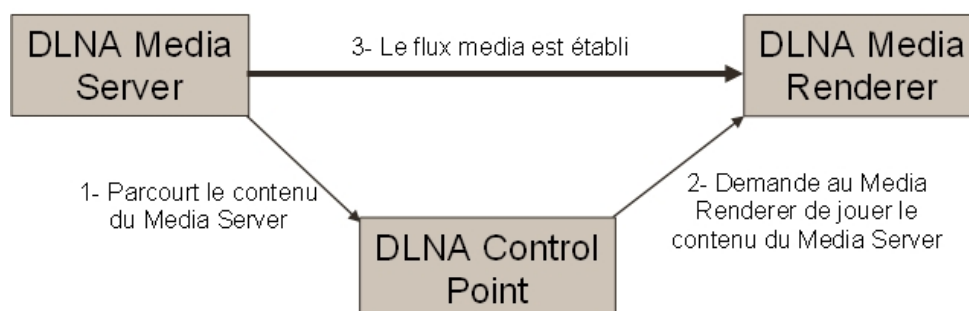 DLNA Media
Server
3- Le flux media est établi
DLNA Media
Renderer
1- Parcourt le contenu
du Media Server
2- Demande au Media
Renderer de jouer le
contenu du Media Server
DLNA Control
Point